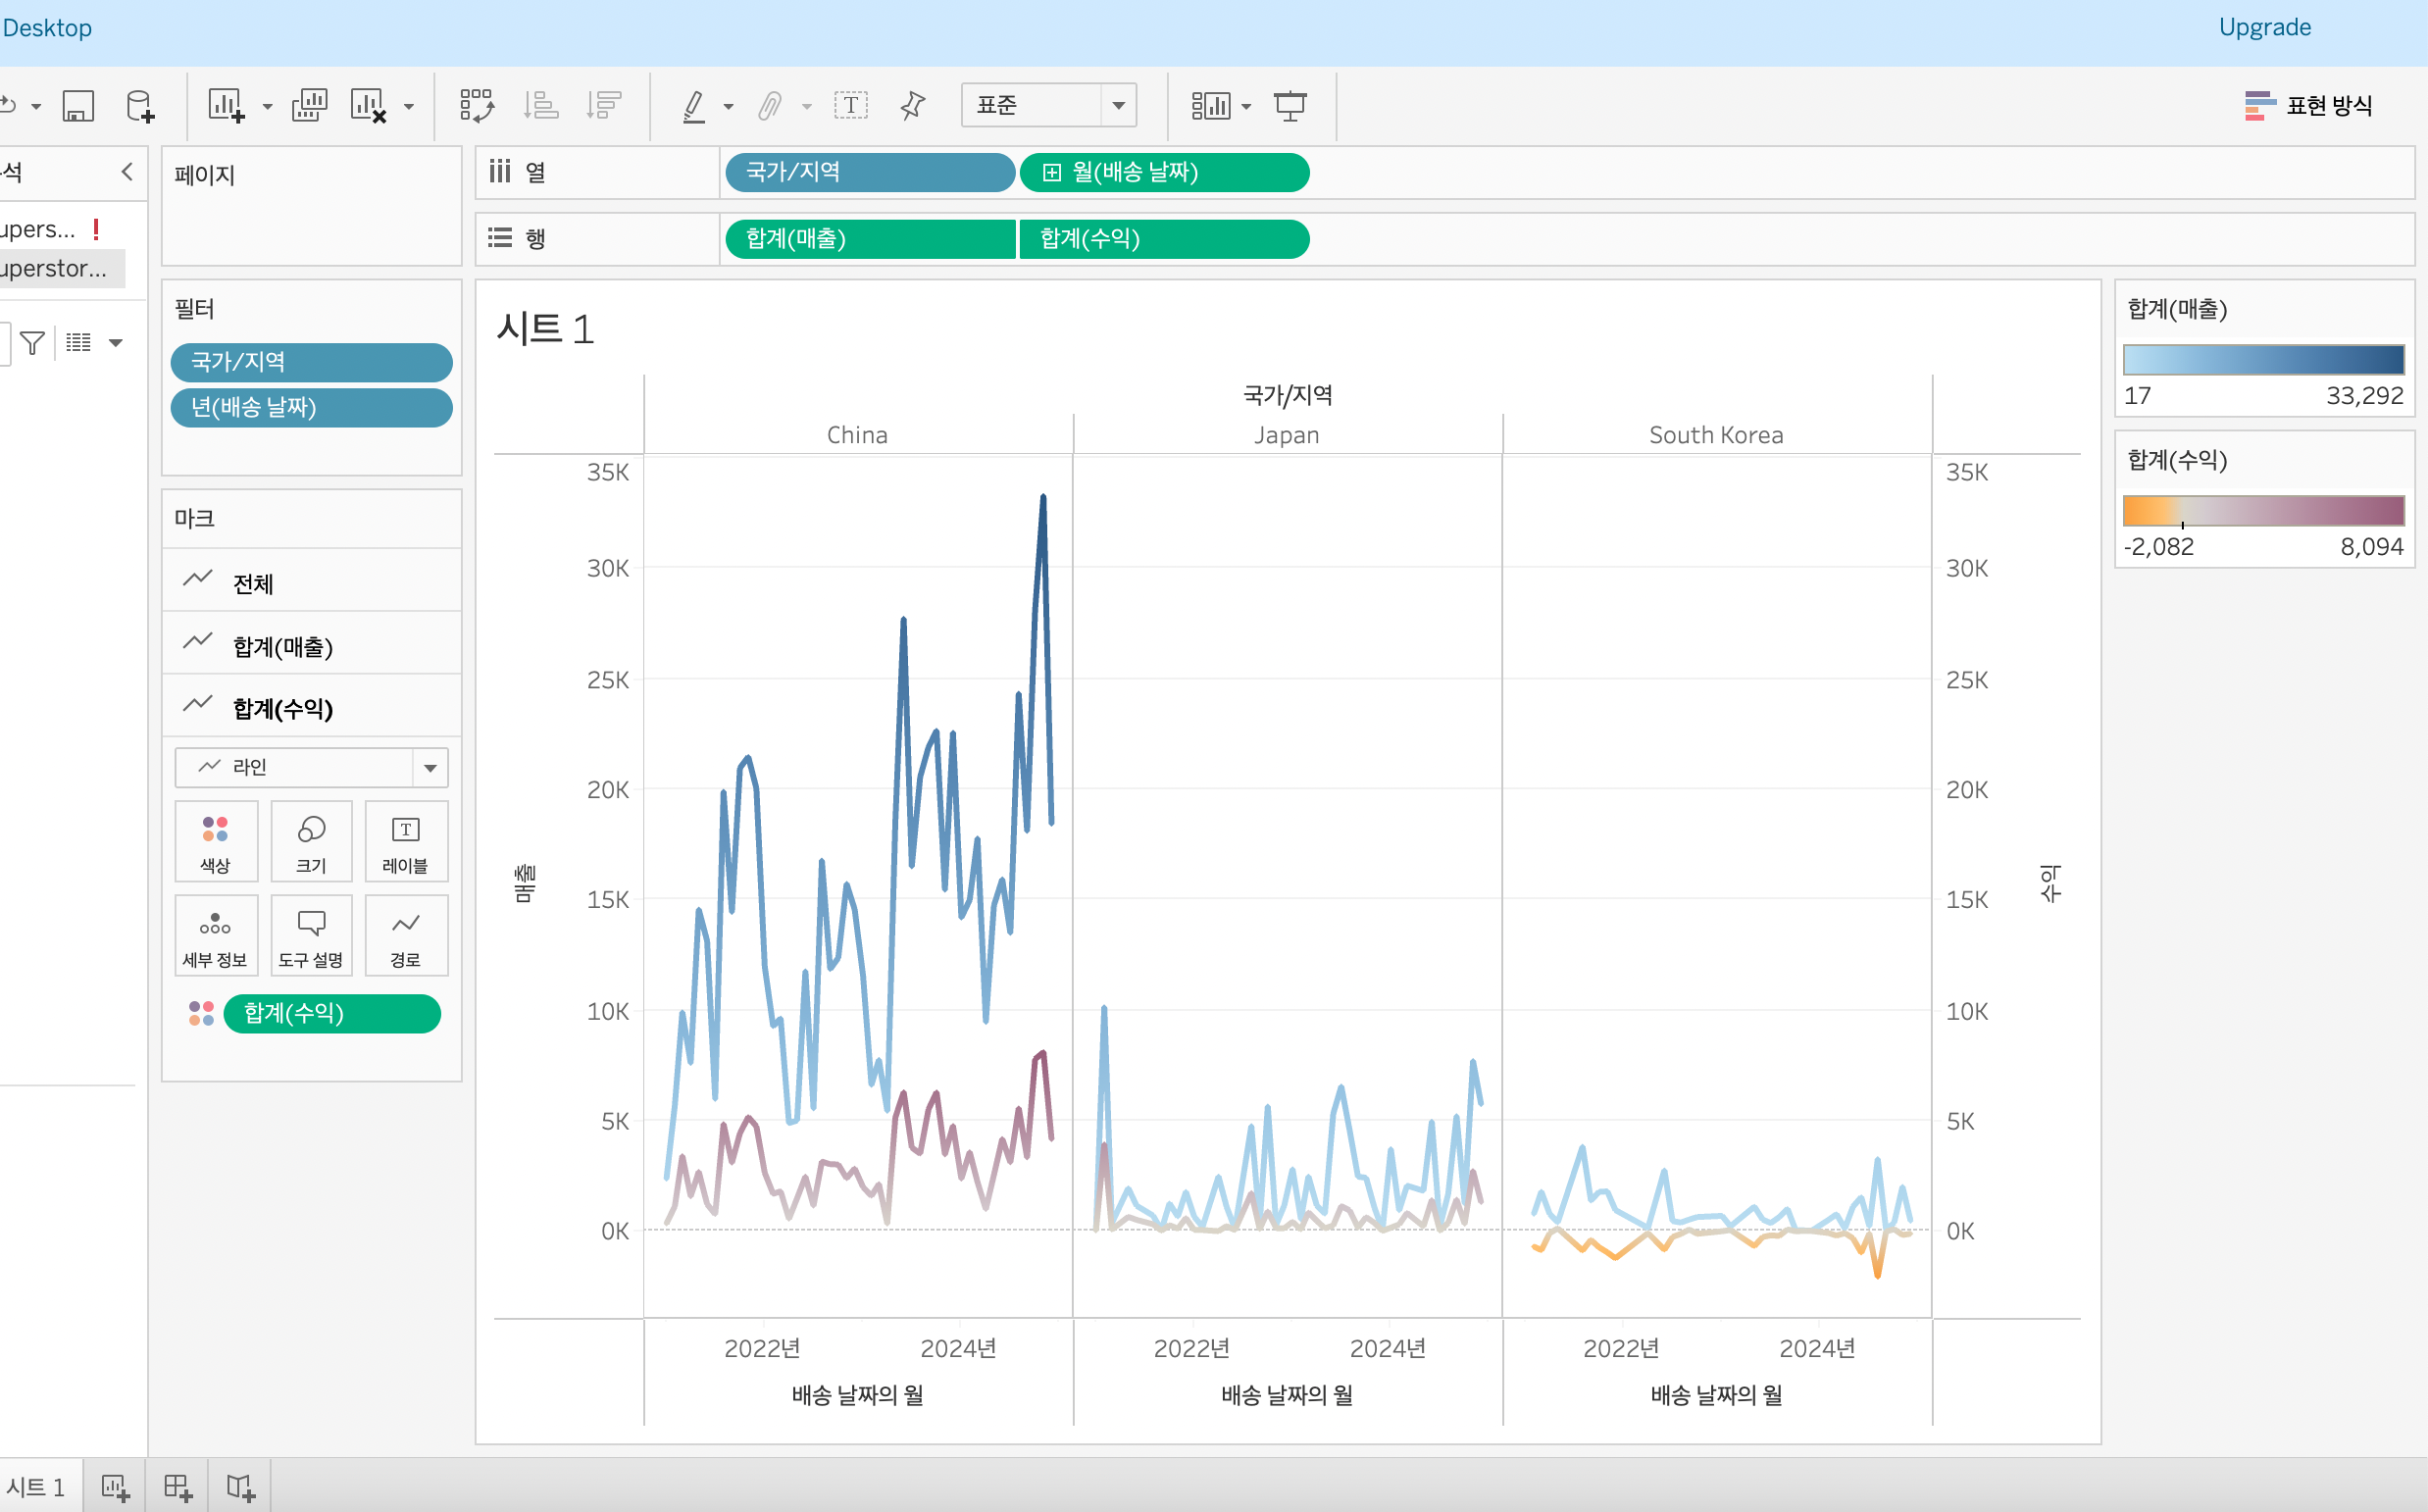 Desktop
Upgrade
표준
표현 방식
페이지
열
국가/지역
월(배송 날짜)
행
합계(매출)
합계(수익)
upers...
uperstor...
필터
국가/지역
년(배송 날짜)
마크
전체
합계(매출)
합계(수익)
라인
색상
크기
레이블
세부 정보
도구 설명
경로
합계(수익)
시트 1
국가/지역
China
Japan
South Korea
매출
35K
30K
25K
20K
15K
10K
5K
0K
수익
35K
30K
25K
20K
15K
10K
5K
0K
2022년
2024년
2022년
2024년
2022년
2024년
배송 날짜의 월
배송 날짜의 월
배송 날짜의 월
합계(매출)
17
33,292
합계(수익)
-2,082
8,094
시트 1